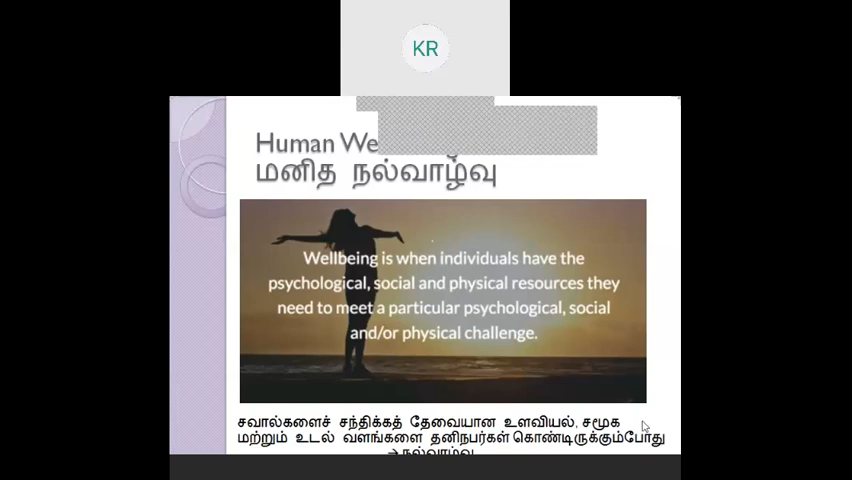 KR
Human We
மனித நல்வாழ்வு
Wellbeing is when individuals have the
psychological, social and physical resources they
need to meet a particular psychological, social
and/or physical challenge.
சவால்களைச் சந்திக்கத் தேவையான உளவியல், சமூக
மற்றும் உடல் வளங்களை தனிநபர்கள் கொண்டிருக்கும்போது
→ நல்வாழ்வு